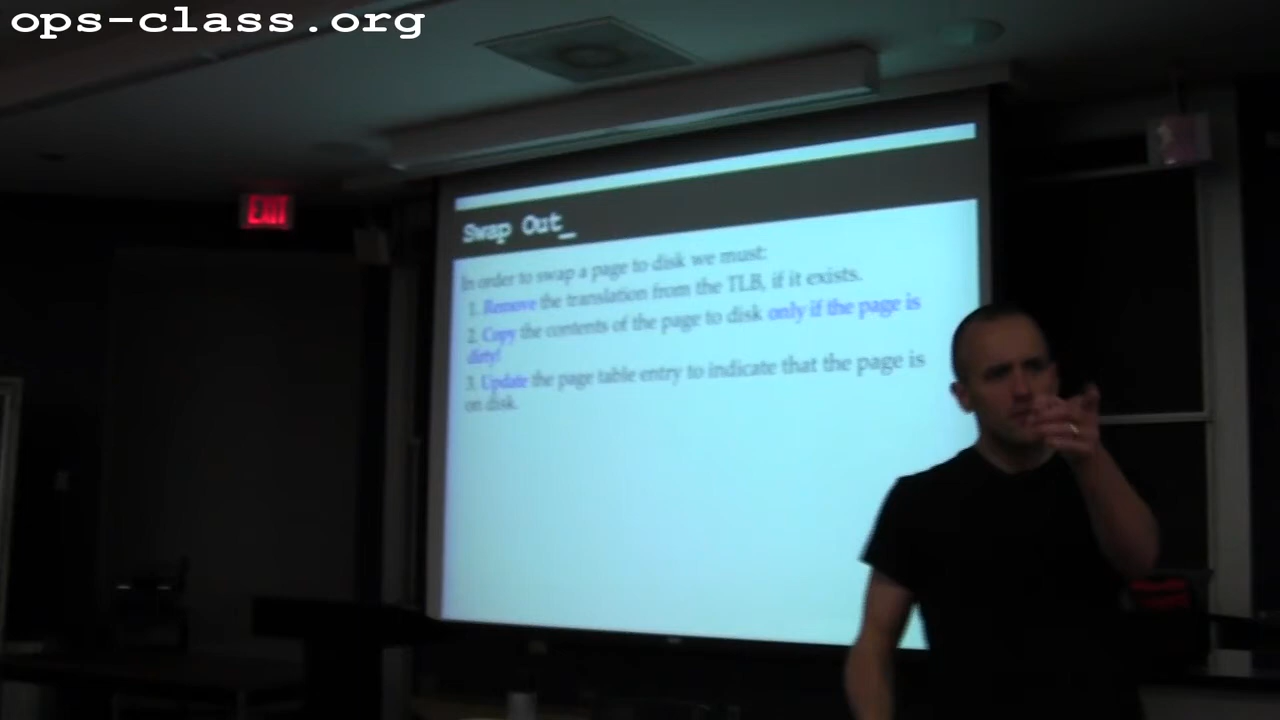 ops-class.org
EXIT
Swap Out_
In order to swap a page to disk we must:
1. Remove the translation from the TLB, if it exists.
2. Copy the contents of the page to disk only if the page is
dirty!
3. Update the page table entry to indicate that the page is
on disk.